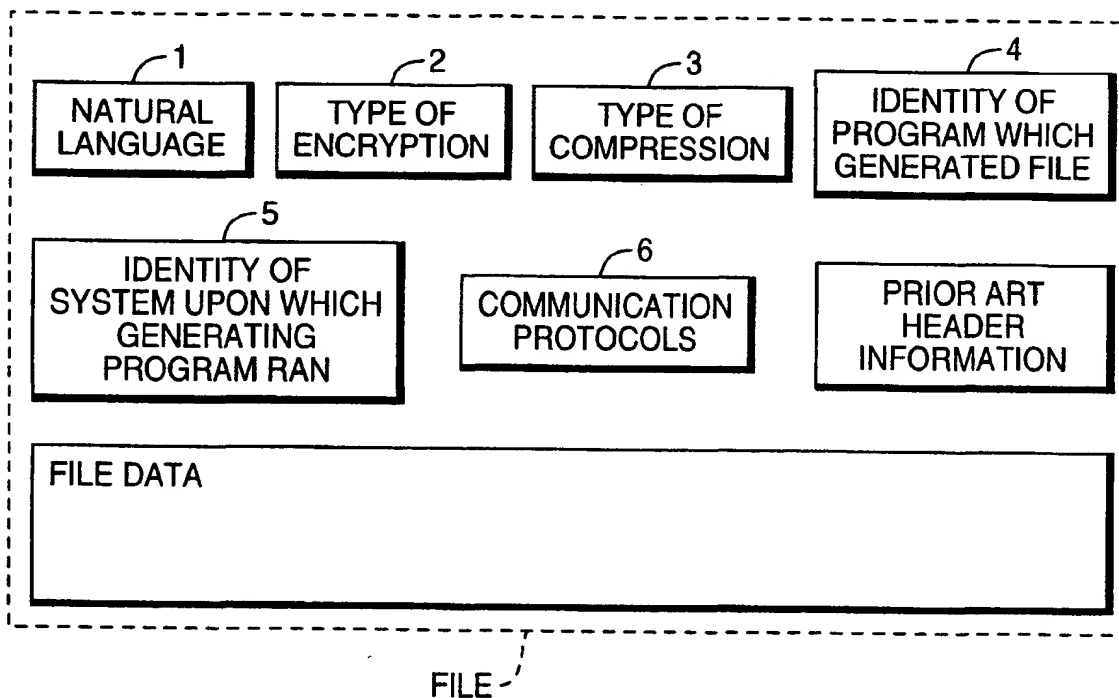 1
NATURAL
LANGUAGE
2
TYPE OF
ENCRYPTION
3
TYPE OF
COMPRESSION
4
IDENTITY OF
PROGRAM WHICH
GENERATED FILE
5
IDENTITY OF
SYSTEM UPON WHICH
GENERATING
PROGRAM RAN
6
COMMUNICATION
PROTOCOLS
PRIOR ART
HEADER
INFORMATION
FILE DATA
FILE